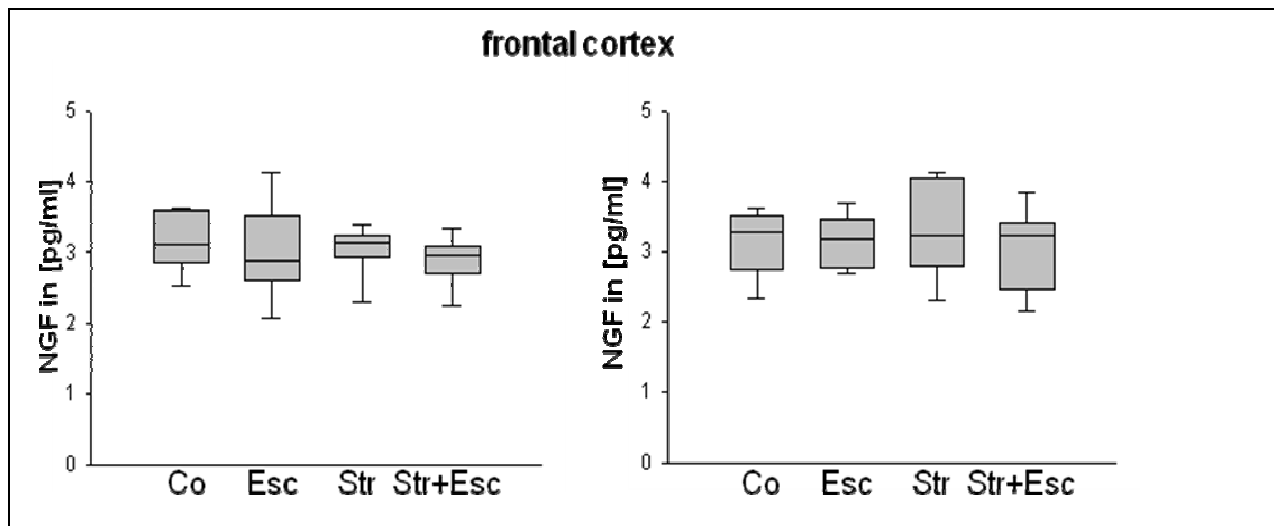 frontal cortex
NGF in [pg/ml]
5
4
3
2
1
0
Co Esc Str Str+Esc
NGF in [pg/ml]
5
4
3
2
1
0
Co Esc Str Str+Esc